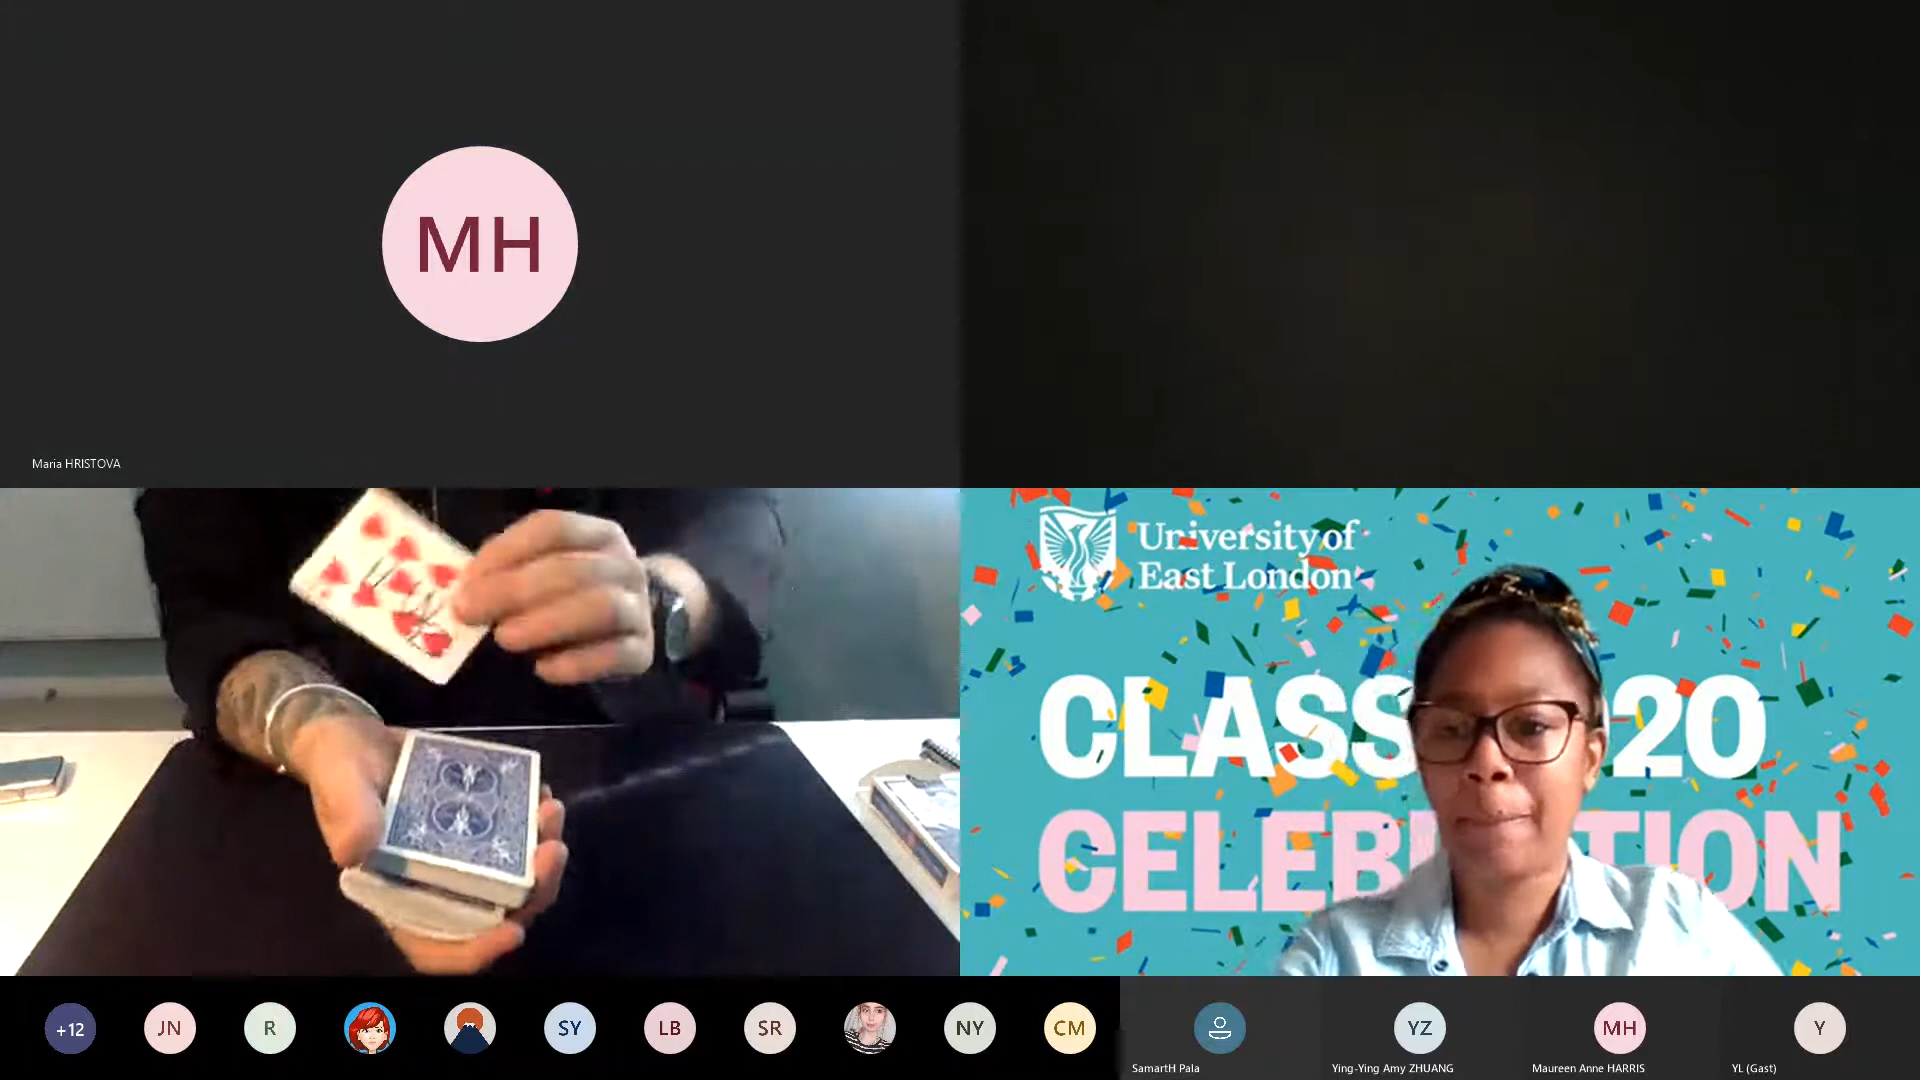 MH
Maria HRISTOVA
University of
East London
CLASS 20
CELEB TION
+12
JN
R
SY
LB
SR
NY
CM
YZ
MH
Y
SamartH Pala
Ying-Ying Amy ZHUANG
Maureen Anne HARRIS
YL (Gast)